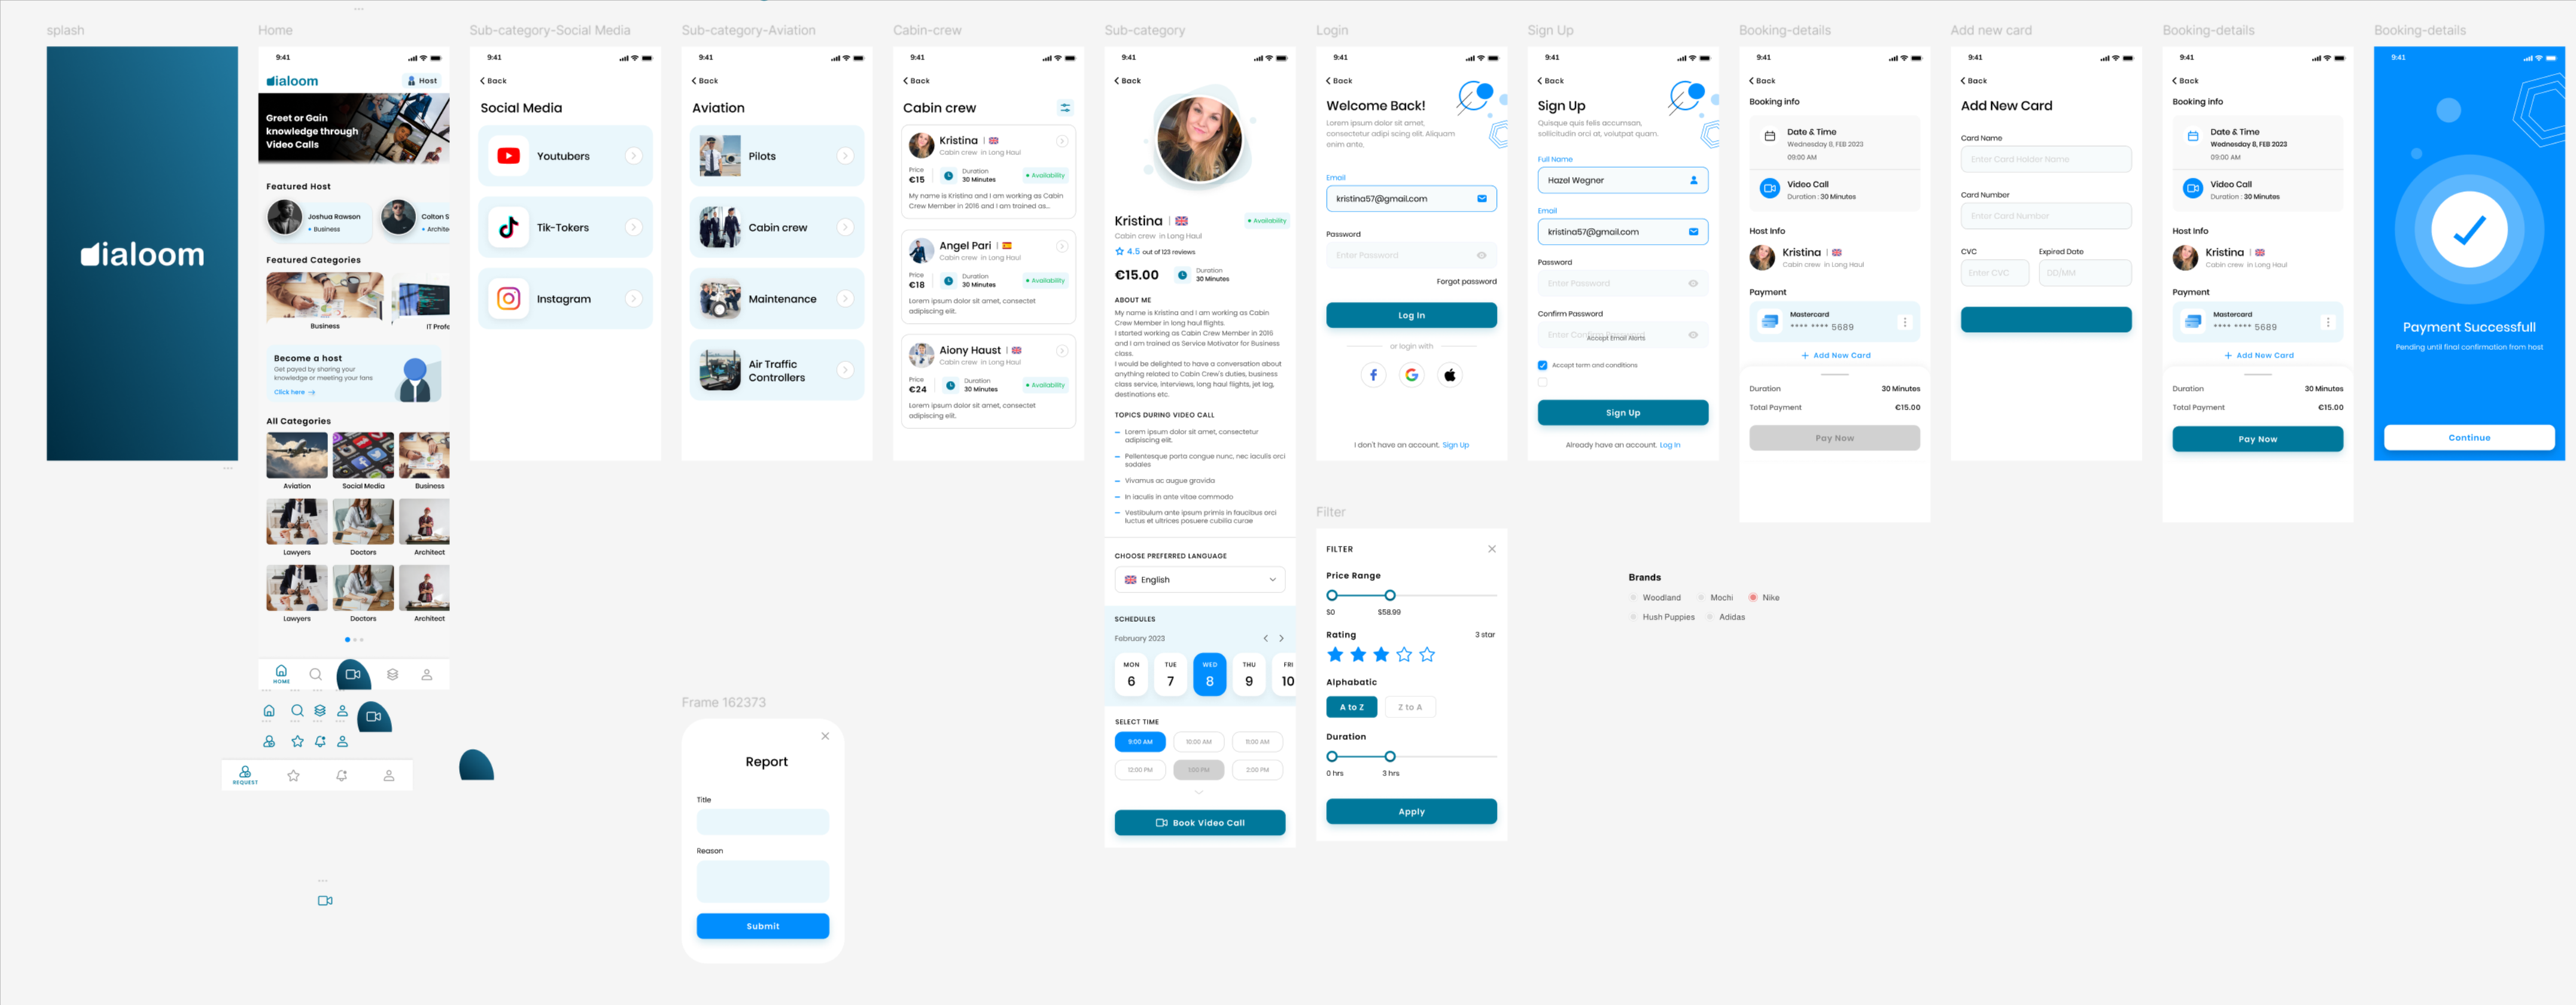 splash
dialoom
Home
9:41
dialoom
Host
Greet or Gain
knowledge through
Video Calls
Featured Host
Joshua Rawson
Business
Colton S
Archite
Featured Categories
Business
IT Profe
Become a host
Get payed by sharing your
knowledge or meeting your fans
Click here →
All Categories
Aviation
Social Media
Business
Lawyers
Doctors
Architect
Lawyers
Doctors
Architect
HOME
REQUEST
Sub-category-Social Media
9:41
Back
Social Media
Youtubers
Tik-Tokers
Instagram
Sub-category-Aviation
9:41
Back
Aviation
Pilots
Cabin crew
Maintenance
Air Traffic
Controllers
Frame 162373
Report
Title
Reason
Submit
Cabin-crew
9:41
Back
Cabin crew
Kristina
Cabin crew in Long Haul
Price
€15
Duration
30 Minutes
Availability
My name is Kristina and I am working as Cabin
Crew Member in 2016 and I am trained as...
Angel Pari
Cabin crew in Long Haul
Price
€18
Duration
30 Minutes
Availability
Lorem ipsum dolor sit amet, consectet
adipiscing elit.
Aiony Haust
Cabin crew in Long Haul
Price
€24
Duration
30 Minutes
Availability
Lorem ipsum dolor sit amet, consectet
adipiscing elit.
Sub-category
9:41
Back
Kristina
Availability
Cabin crew in Long Haul
4.5 out of 123 reviews
€15.00
Duration
30 Minutes
ABOUT ME
My name is Kristina and I am working as Cabin
Crew Member in long haul flights.
I started working as Cabin Crew Member in 2016
and I am trained as Service Motivator for Business
class.
I would be delighted to have a conversation about
anything related to Cabin Crew's duties, business
class service, interviews, long haul flights, jet lag,
destinations etc.
TOPICS DURING VIDEO CALL
Lorem ipsum dolor sit amet, consectetur
adipiscing elit.
Pellentesque porta congue nunc, nec iaculis orci
sodales
Vivamus ac augue gravida
In iaculis in ante vitae commodo
Vestibulum ante ipsum primis in faucibus orci
luctus et ultrices posuere cubilia curae
CHOOSE PREFERRED LANGUAGE
English
SCHEDULES
February 2023
MON
6
TUE
7
WED
8
THU
9
FRI
10
SELECT TIME
9:00 AM
10:00 AM
11:00 AM
12:00 PM
1:00 PM
2:00 PM
Book Video Call
Login
9:41
Back
Welcome Back!
Lorem ipsum dolor sit amet,
consectetur adipi scing elit. Aliquam
enim ante.
Email
kristina57@gmail.com
Password
Enter Password
Forgot password
Log In
or login with
I don't have an account. Sign Up
Filter
FILTER
Price Range
$0
$58.99
Rating
3 star
Alphabatic
A to Z
Z to A
Duration
0 hrs
3 hrs
Apply
Sign Up
9:41
Back
Sign Up
Quisque quis felis accumsan,
sollicitudin orci at, volutpat quam.
Full Name
Hazel Wegner
Email
kristina57@gmail.com
Password
Enter Password
Confirm Password
Enter Confirm Password
Accept Email Alerts
Accept term and conditions
Sign Up
Already have an account. Log In
Brands
Woodland
Mochi
Nike
Hush Puppies
Adidas
Booking-details
9:41
Back
Booking info
Date & Time
Wednesday 8, FEB 2023
09:00 AM
Video Call
Duration : 30 Minutes
Host Info
Kristina
Cabin crew in Long Haul
Payment
Mastercard
**** **** 5689
+ Add New Card
Duration
30 Minutes
Total Payment
€15.00
Pay Now
Add new card
9:41
Back
Add New Card
Card Name
Enter Card Holder Name
Card Number
Enter Card Number
CVC
Expired Date
Enter CVC
DD/MM
Booking-details
9:41
Back
Booking info
Date & Time
Wednesday 8, FEB 2023
09:00 AM
Video Call
Duration : 30 Minutes
Host Info
Kristina
Cabin crew in Long Haul
Payment
Mastercard
**** **** 5689
+ Add New Card
Duration
30 Minutes
Total Payment
€15.00
Pay Now
Booking-details
9:41
Payment Successfull
Pending until final confirmation from host
Continue